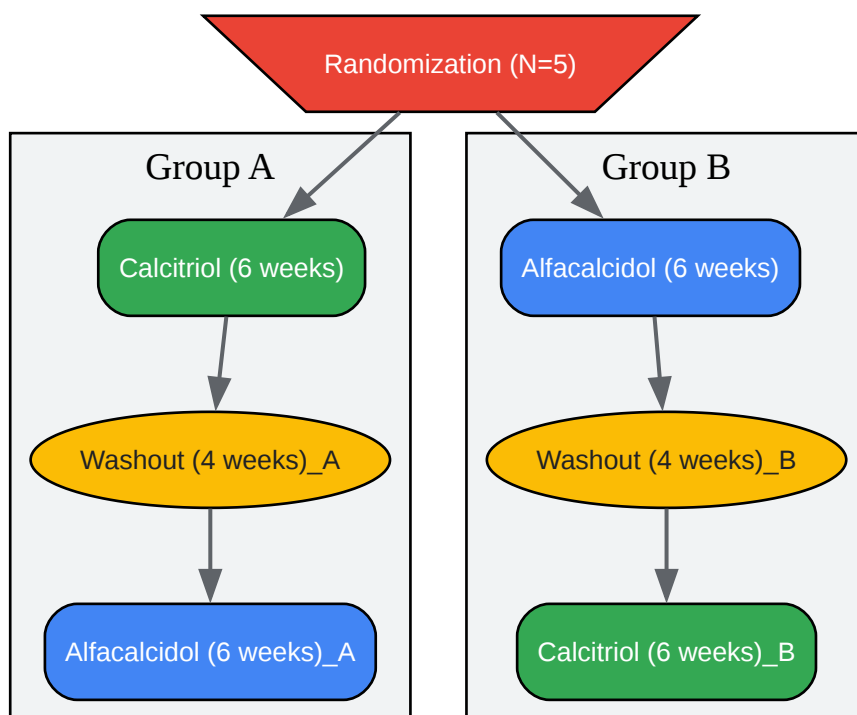 Randomization (N=5)
Group A
Group B
Calcitriol (6 weeks)
Alfacalcidol (6 weeks)
Washout (4 weeks)_A
Washout (4 weeks)_B
Alfacalcidol (6 weeks)_A
Calcitriol (6 weeks)_B